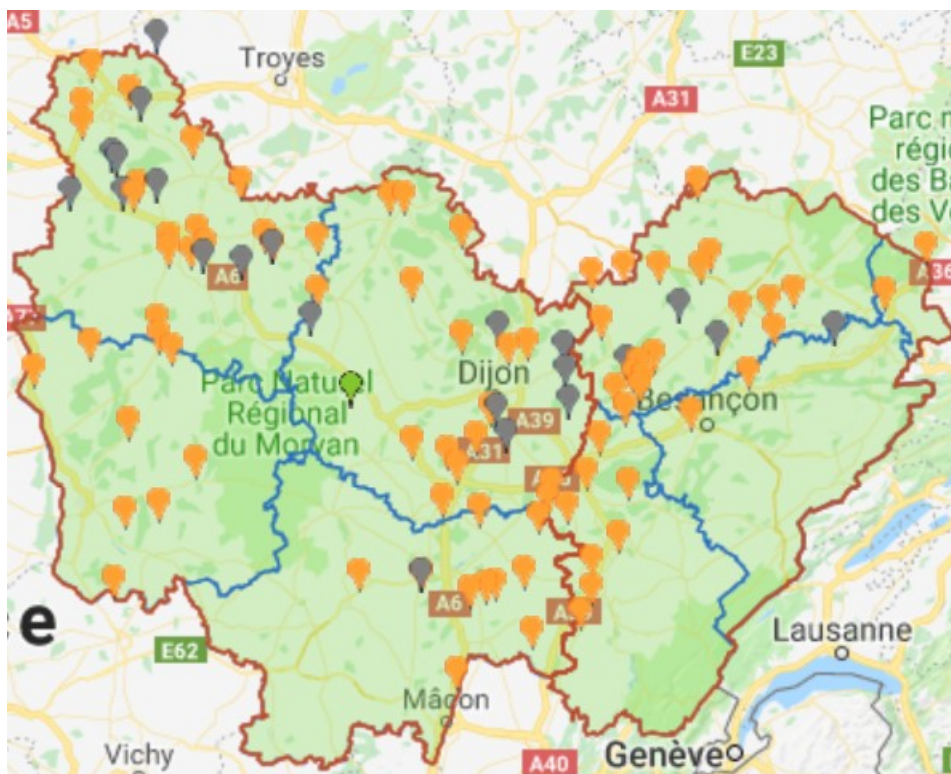 A5
Troyes
E23
A31
Parc n
régio
des Ba
des V
A36
A6
Dijon
Parc Naturel
Régional
du Morvan
A39
A31
Besançon
A6
e
E62
Lausanne
Mâcon
Vichy
A40
Genève